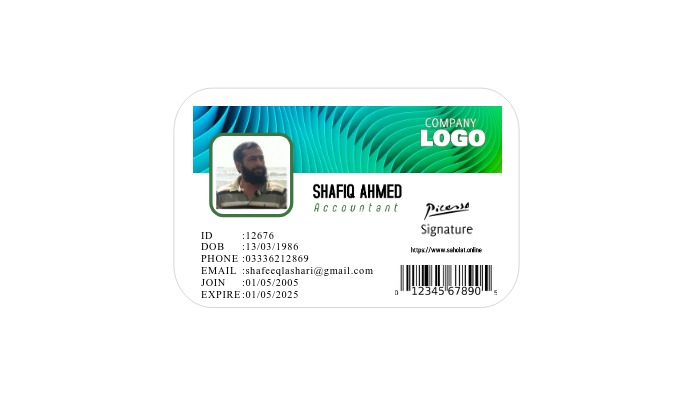 COMPANY
LOGO
SHAFIQ AHMED
Accountant
Picasso
Signature
https://www.saholat.online
ID :12676
DOB :13/03/1986
PHONE :03336212869
EMAIL :shafeeqlashari@gmail.com
JOIN :01/05/2005
EXPIRE:01/05/2025
0 12345 67890 5